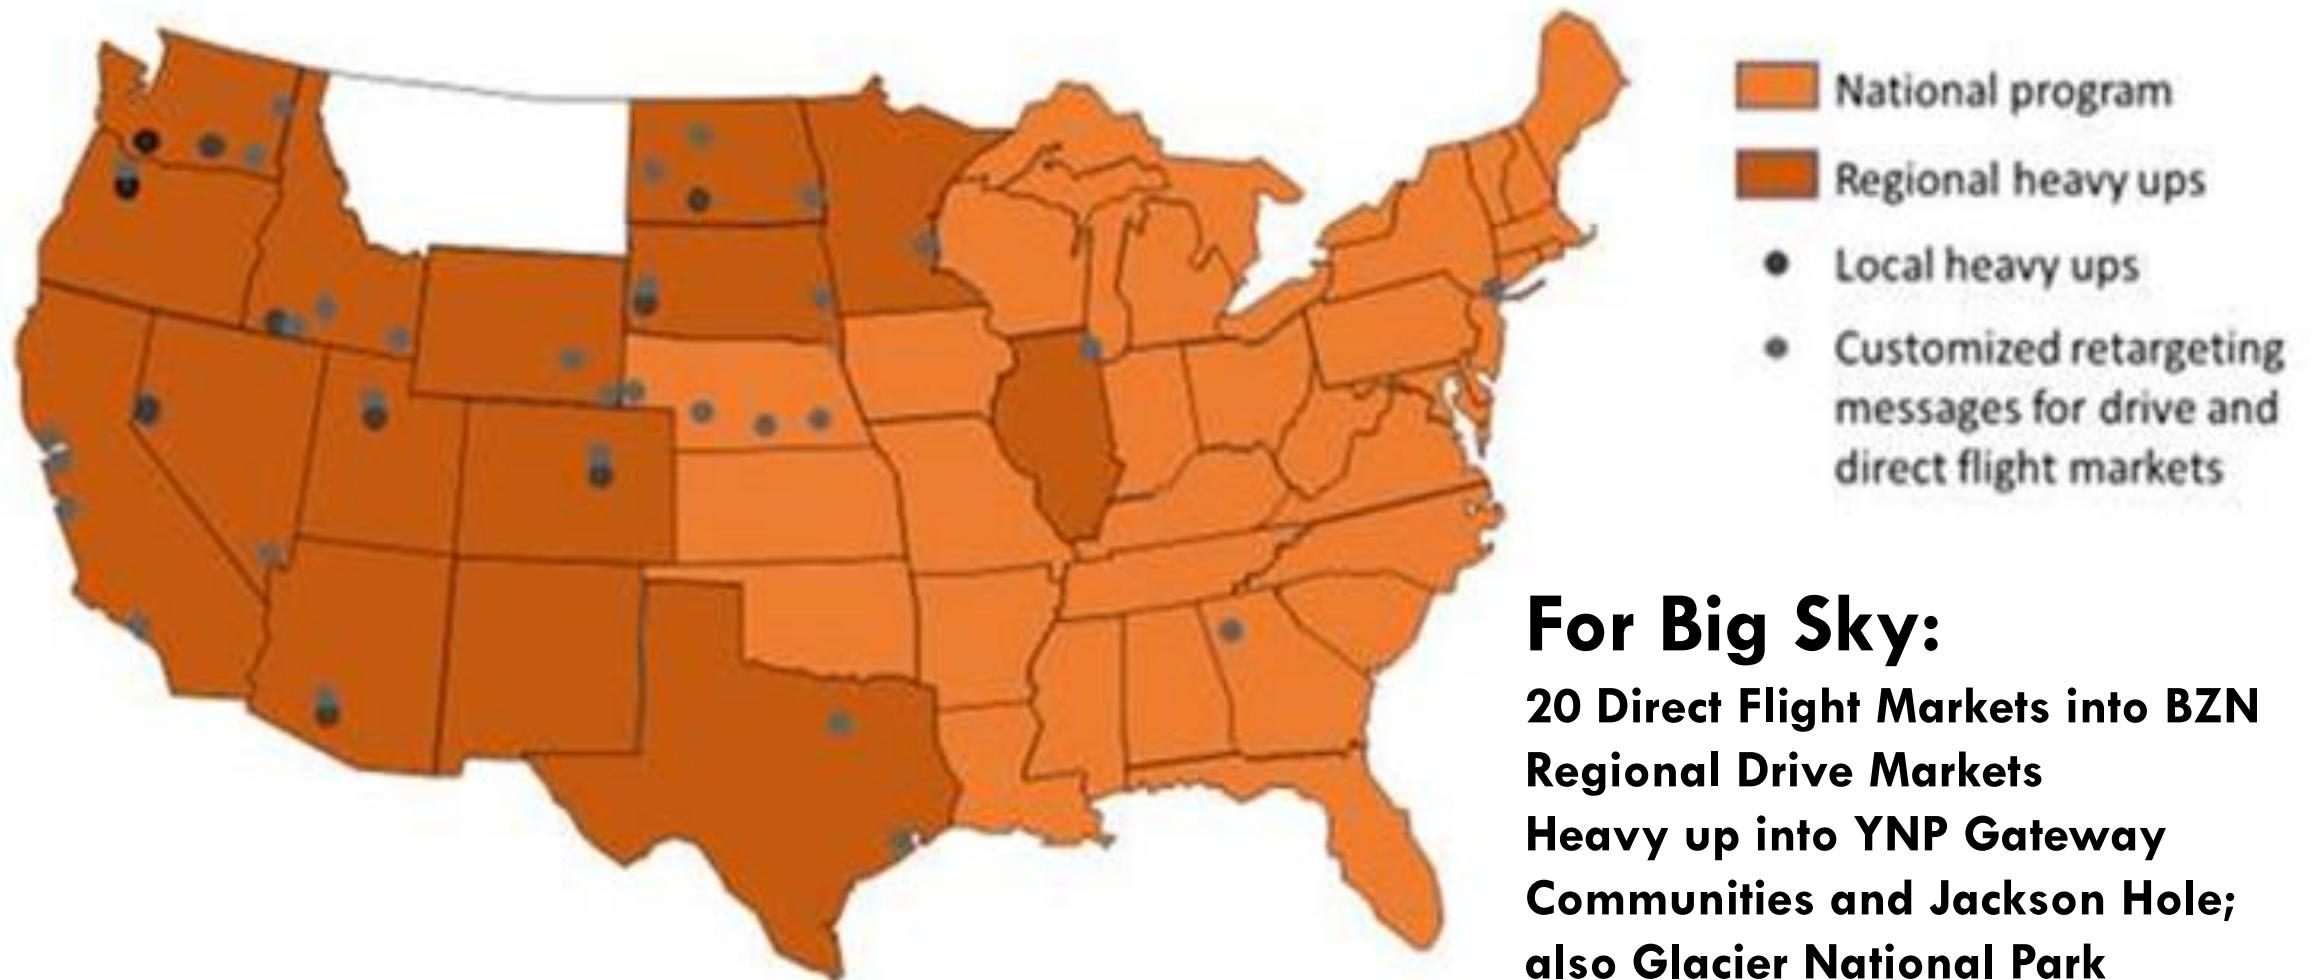 National program
Regional heavy ups
Local heavy ups
Customized retargeting
messages for drive and
direct flight markets
For Big Sky:
20 Direct Flight Markets into BZN
Regional Drive Markets
Heavy up into YNP Gateway
Communities and Jackson Hole;
also Glacier National Park